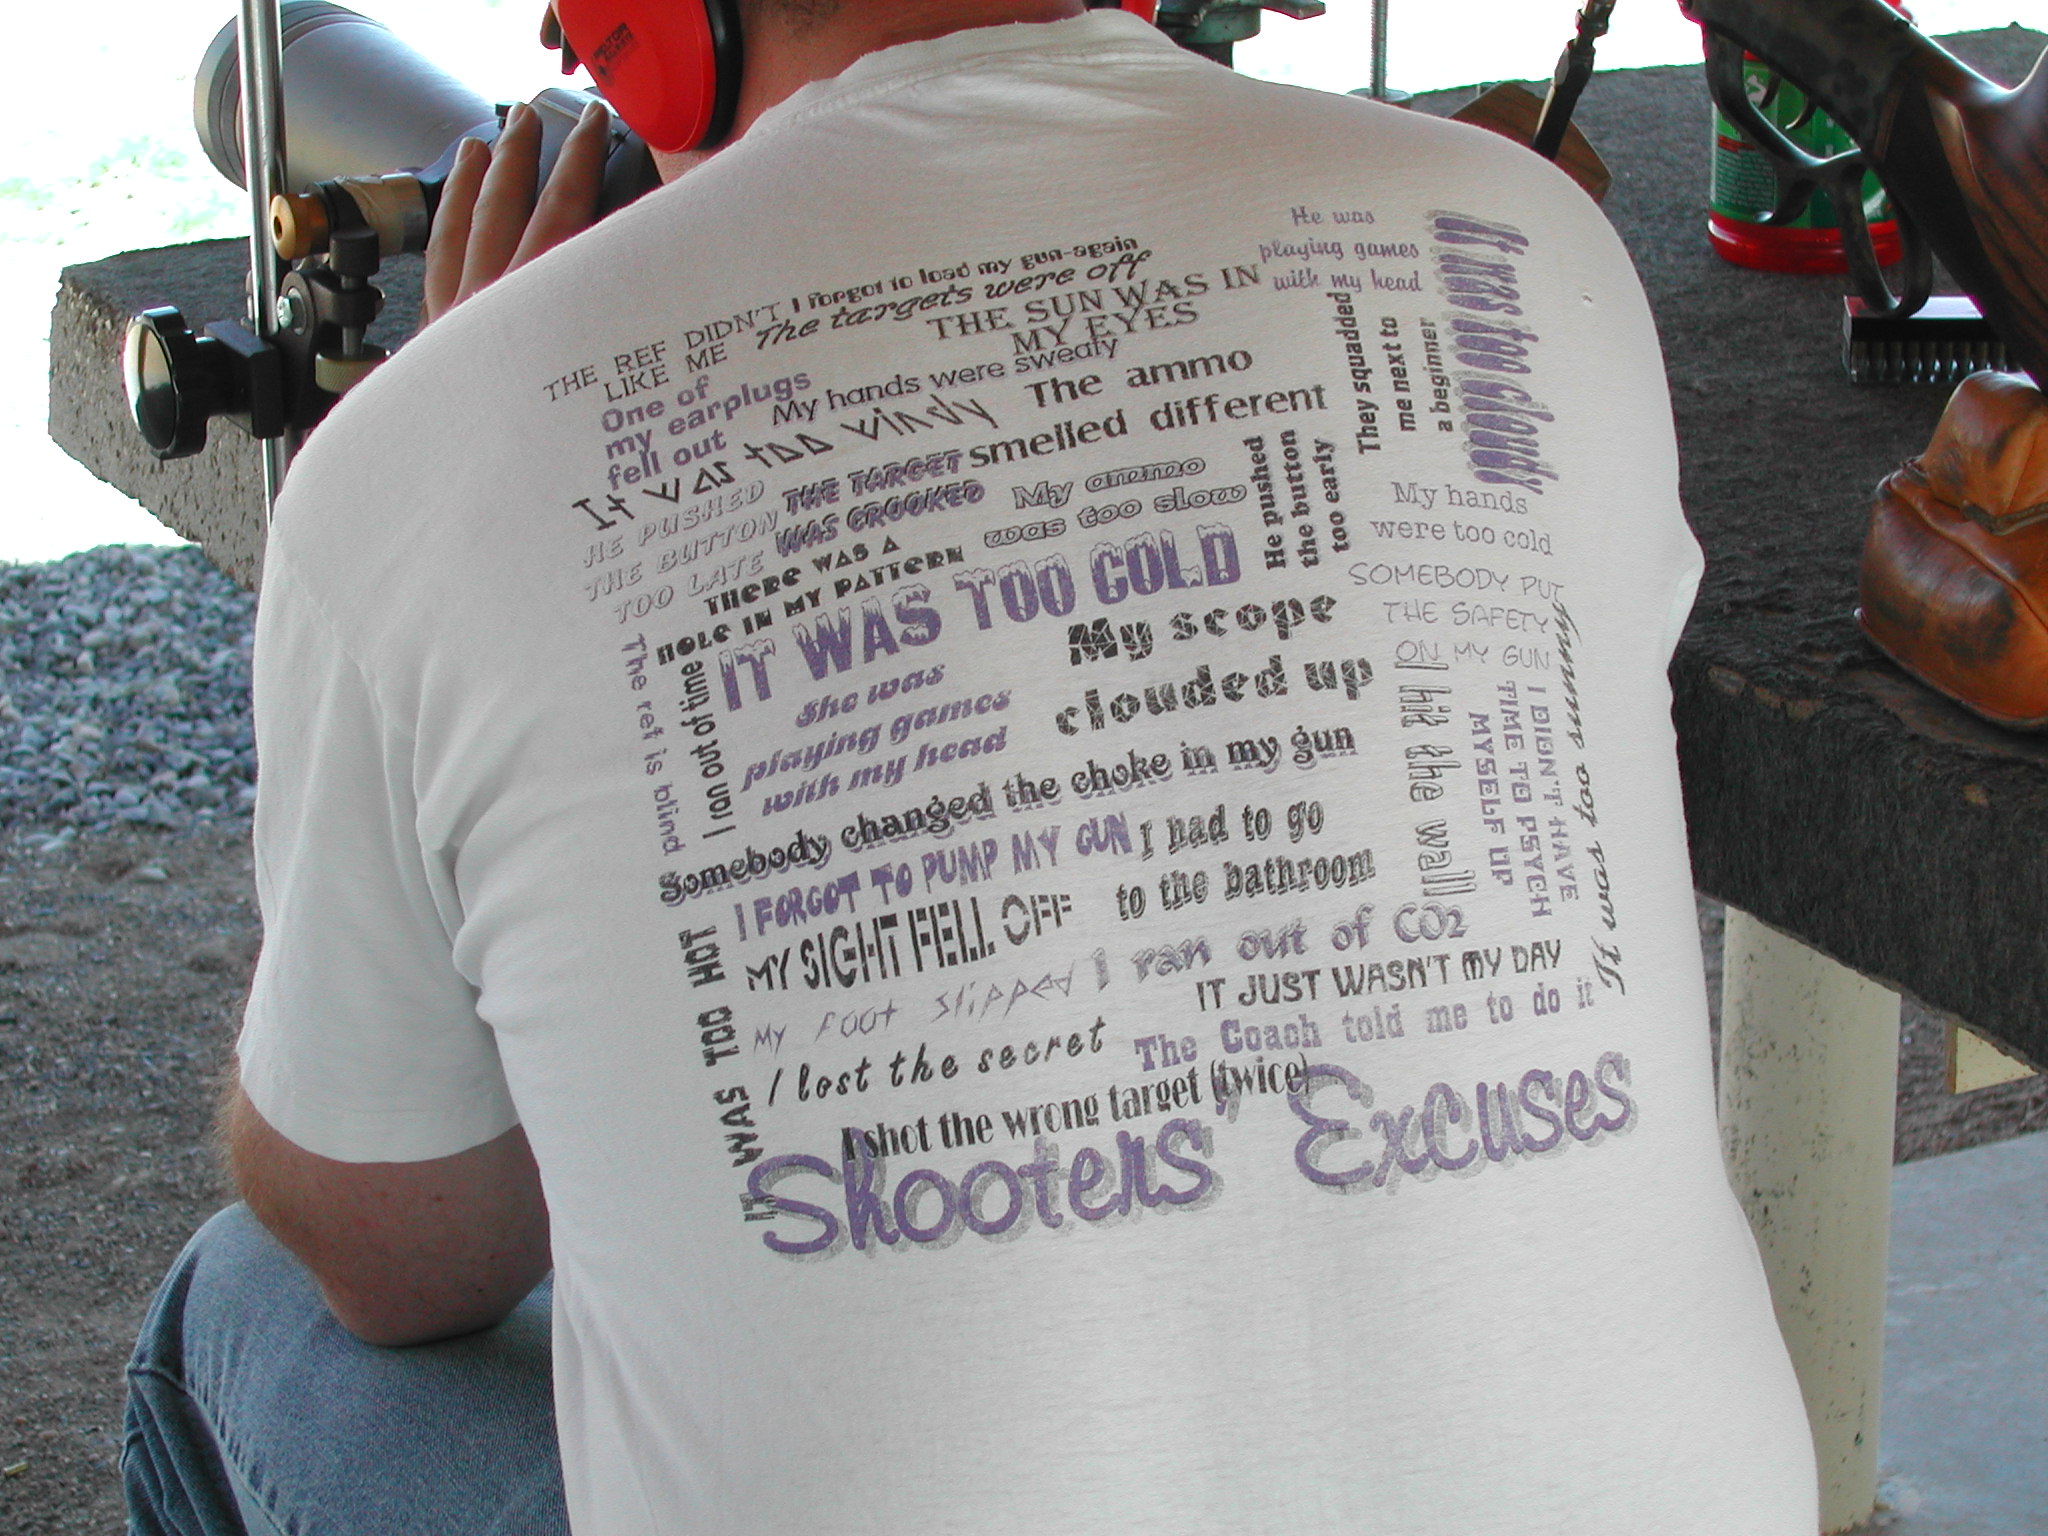 I forgot to load my gun-again
THE REF DIDN'T
LIKE ME
The targets were off
THE SUN WAS IN
MY EYES
He was
playing games
with my head
It was too cloudy
One of
my earplugs
fell out
My hands were sweaty
The ammo
smelled different
They squadded
me next to
a beginner
It was too windy
HE PUSHED
THE BUTTON
TOO LATE
THE TARGET
WAS CROOKED
My ammo
was too slow
He pushed
the button
too early
My hands
were too cold
THERE WAS A
HOLE IN MY PATTERN
IT WAS TOO COLD
SOMEBODY PUT
THE SAFETY
ON MY GUN
The ref is blind
I ran out of time
She was
playing games
with my head
My scope
clouded up
I hit the wall
I DIDN'T HAVE
TIME TO PSYCH
MYSELF UP
It was too sunny
Somebody changed the choke in my gun
I FORGOT TO PUMP MY GUN
I had to go
to the bathroom
MY SIGHT FELL OFF
IT WAS TOO HOT
My foot slipped
I ran out of CO2
IT JUST WASN'T MY DAY
I lost the secret
The Coach told me to do it
I shot the wrong target (twice)
Shooters' Excuses